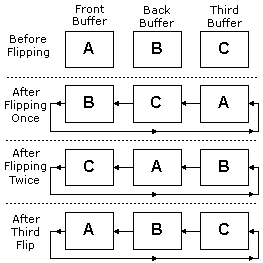 Front Back Third
Buffer Buffer Buffer
Before
Flipping
A B C
After
Flipping
Once
B C A
After
Flipping
Twice
C A B
After
Third
Flip
A B C